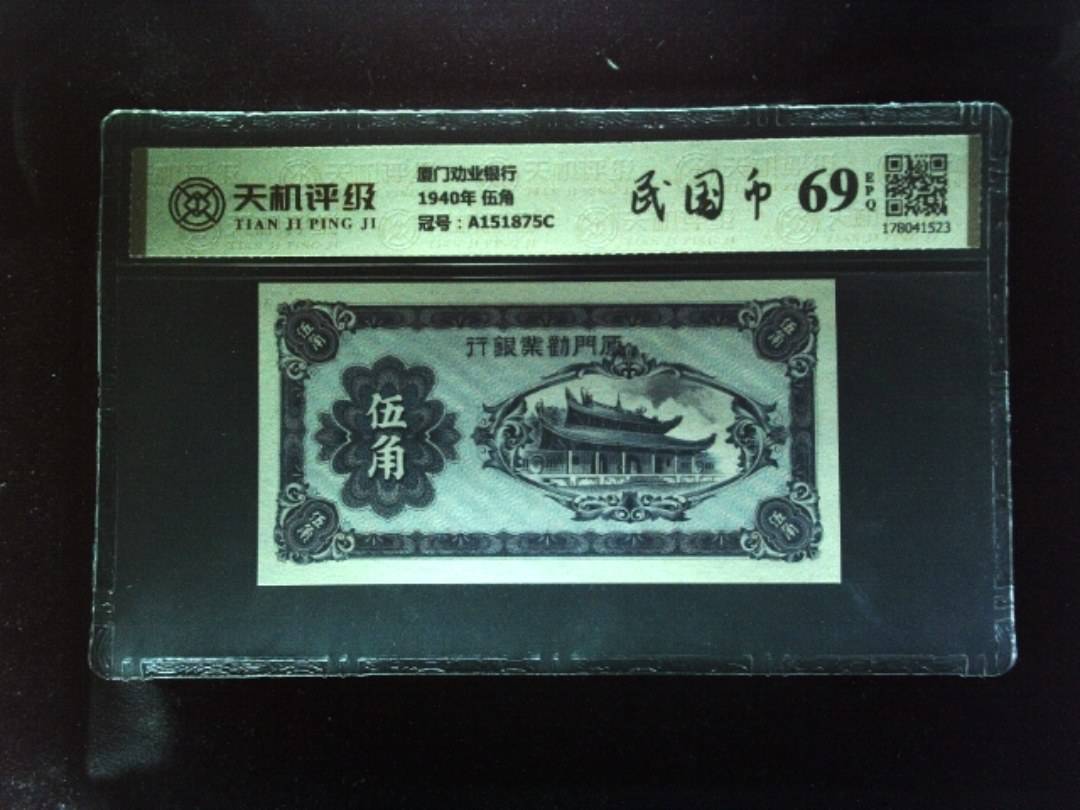 天机评级
TIAN JI PING JI
厦门劝业银行
1940年 伍角
冠号：A151875C
民国币
69
EPQ
178041523
行銀業勸門厦
伍角
伍角
伍角
伍角
伍角